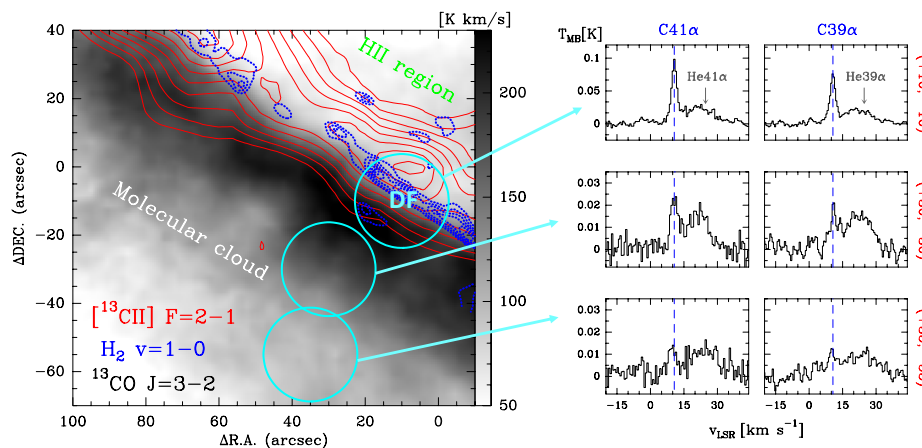 [K km/s]
40
20
0
−20
−40
−60
ΔDEC. (arcsec)
100
80
60
40
20
0
ΔR.A. (arcsec)
200
150
100
50
HII region
DF
Molecular cloud
[¹³CII] F=2−1
H₂ v=1−0
¹³CO J=3−2
T_MB[K]
C41α
C39α
He41α
He39α
0.1
0.05
0
0.03
0.02
0.01
0
0.03
0.02
0.01
0
−15
0
15
30
−15
0
15
30
v_LSR [km s⁻¹]